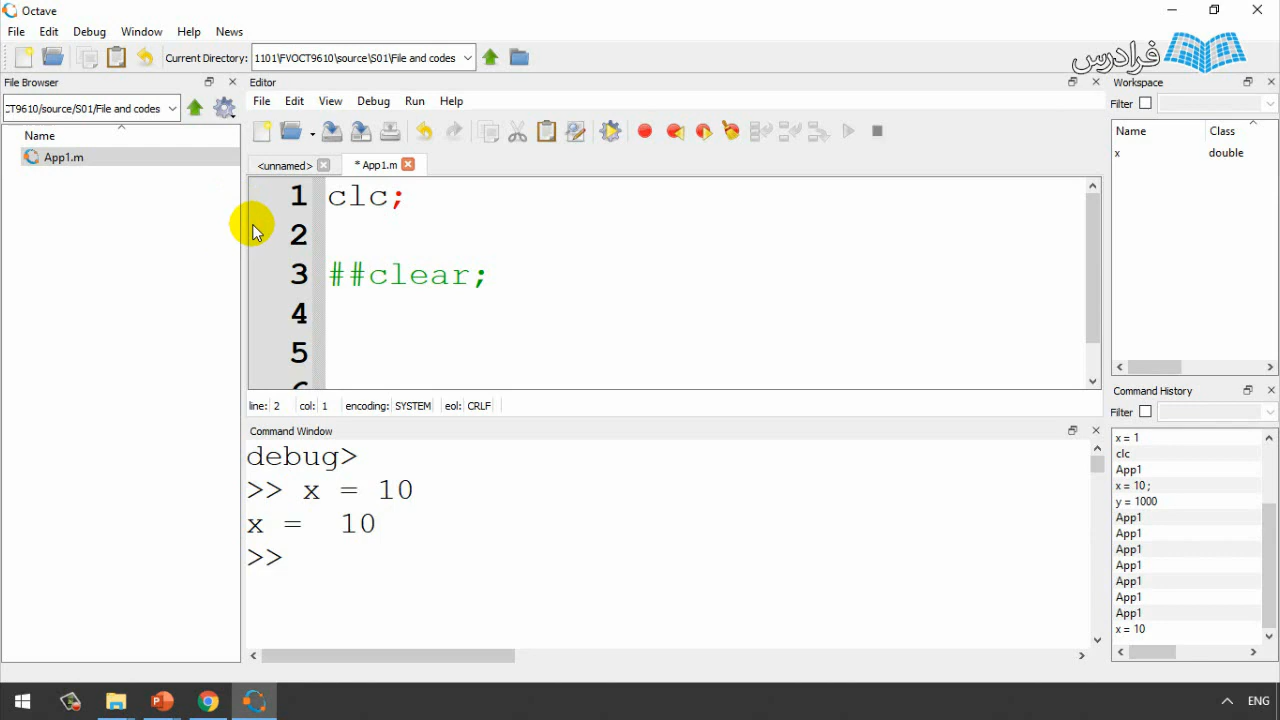 Octave
File Edit Debug Window Help News
Current Directory: 1101\FVOCT9610\source\S01\File and codes
فرادرس
File Browser
Editor
Workspace
:T9610/source/S01/File and codes
File Edit View Debug Run Help
Filter
Name
Name Class
App1.m
x double
<unnamed> * App1.m
1 clc;
2
3 ##clear;
4
5
6
line: 2 col: 1 encoding: SYSTEM eol: CRLF
Command History
Filter
Command Window
debug>
>> x = 10
x = 10
>>
x = 1
clc
App1
x = 10 ;
y = 1000
App1
App1
App1
App1
App1
App1
App1
x = 10
ENG